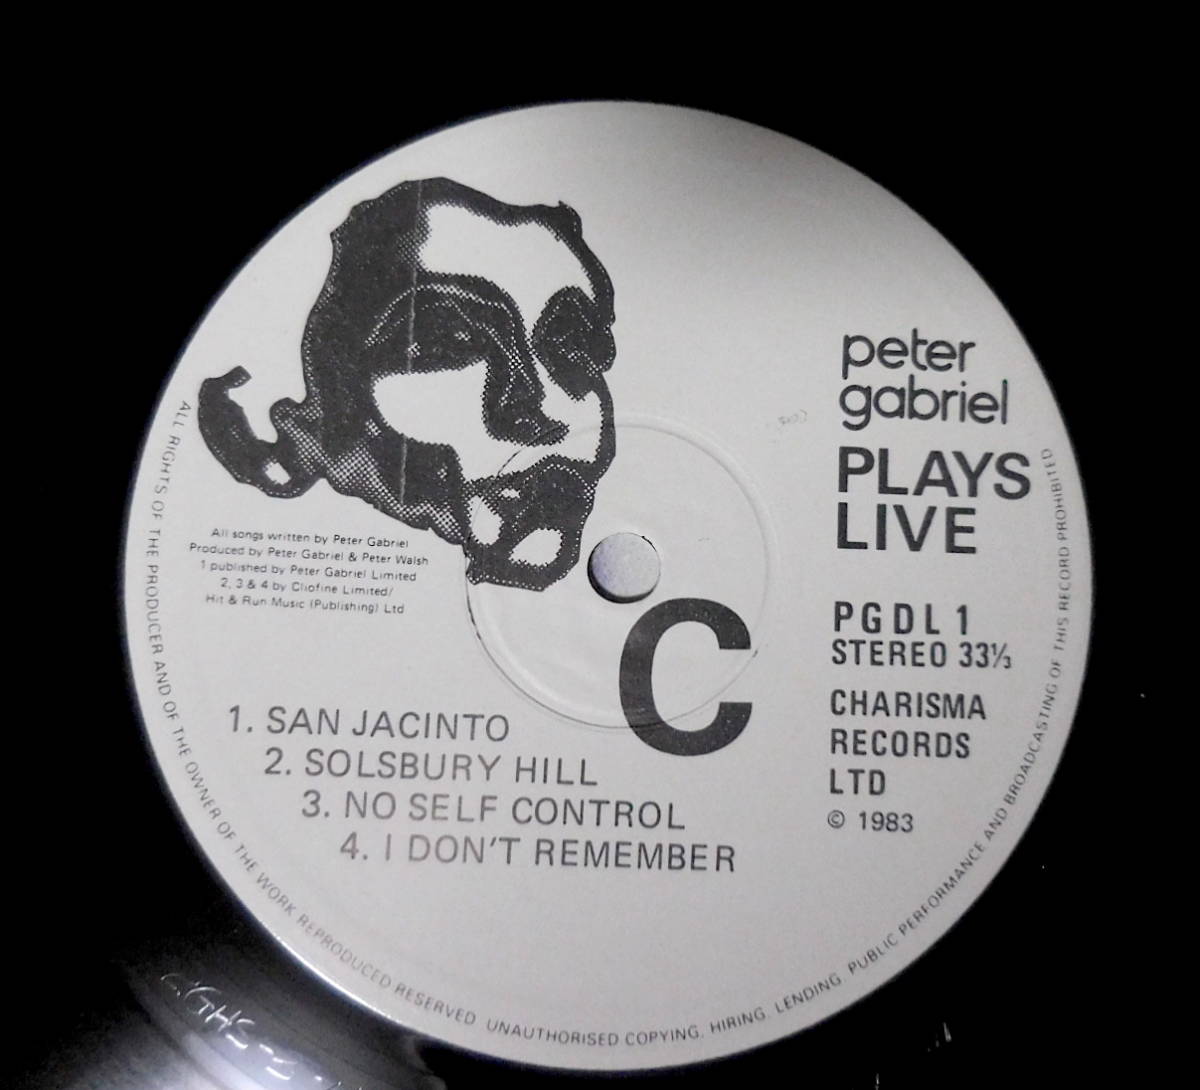 peter
gabriel
PLAYS
LIVE
PGDL 1
STEREO 33⅓
CHARISMA
RECORDS
LTD
© 1983
All songs written by Peter Gabriel
Produced by Peter Gabriel & Peter Walsh
1 published by Peter Gabriel Limited
2, 3 & 4 by Cliofine Limited/
Hit & Run Music (Publishing) Ltd
C
1. SAN JACINTO
2. SOLSBURY HILL
3. NO SELF CONTROL
4. I DON'T REMEMBER
ALL RIGHTS OF THE PRODUCER AND OF THE OWNER OF THE WORK REPRODUCED RESERVED UNAUTHORISED COPYING, HIRING, LENDING, PUBLIC PERFORMANCE AND BROADCASTING OF THIS RECORD PROHIBITED